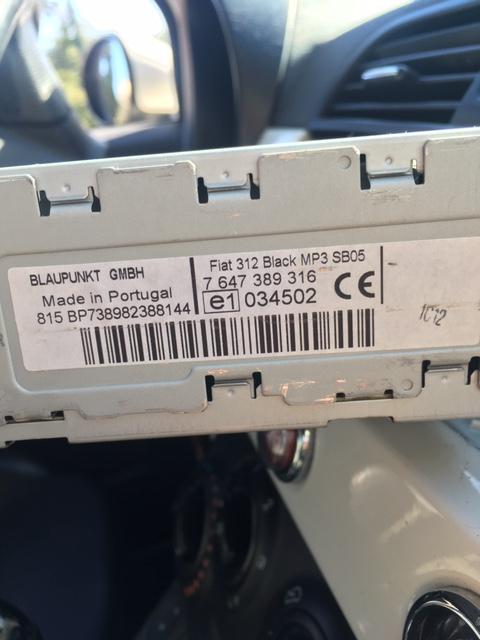 BLAUPUNKT GMBH
Made in Portugal
815 BP738982388144
Fiat 312 Black MP3 SB05
7 647 389 316
e1 034502 CE